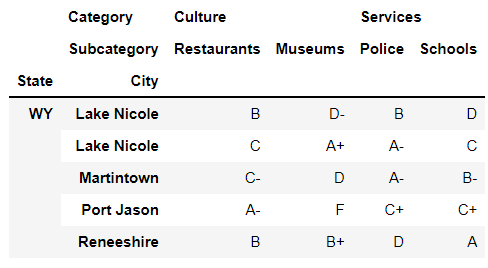 Category Culture Services
Subcategory Restaurants Museums Police Schools
State City
WY Lake Nicole B D- B D
Lake Nicole C A+ A- C
Martintown C- D A- B-
Port Jason A- F C+ C+
Reneeshire B B+ D A